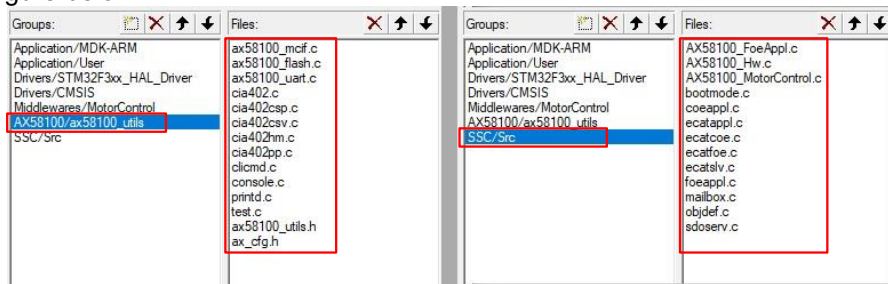 Groups:
Application/MDK-ARM
Application/User
Drivers/STM32F3xx_HAL_Driver
Drivers/CMSIS
Middlewares/MotorControl
AX58100/ax58100_utils
SSC/Src
Files:
ax58100_mcif.c
ax58100_flash.c
ax58100_uart.c
cia402.c
cia402csp.c
cia402csv.c
cia402hm.c
cia402pp.c
clicmd.c
console.c
printd.c
test.c
ax58100_utils.h
ax_cfg.h
Groups:
Application/MDK-ARM
Application/User
Drivers/STM32F3xx_HAL_Driver
Drivers/CMSIS
Middlewares/MotorControl
AX58100/ax58100_utils
SSC/Src
Files:
AX58100_FoeAppl.c
AX58100_Hw.c
AX58100_MotorControl.c
bootmode.c
coeappl.c
ecatappl.c
ecatcoe.c
ecatfoe.c
ecatslv.c
foeappl.c
mailbox.c
objdef.c
sdoserv.c